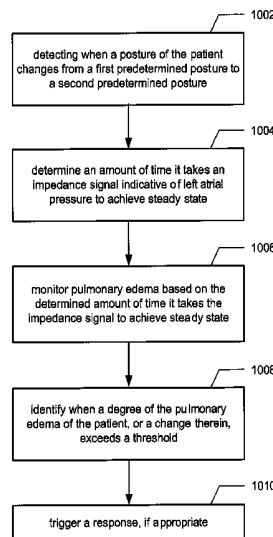 1002
detecting when a posture of the patient
changes from a first predetermined posture to
a second predetermined posture
1004
determine an amount of time it takes an
impedance signal indicative of left atrial
pressure to achieve steady state
1006
monitor pulmonary edema based on the
determined amount of time it takes the
impedance signal to achieve steady state
1008
identify when a degree of the pulmonary
edema of the patient, or a change therein,
exceeds a threshold
1010
trigger a response, if appropriate